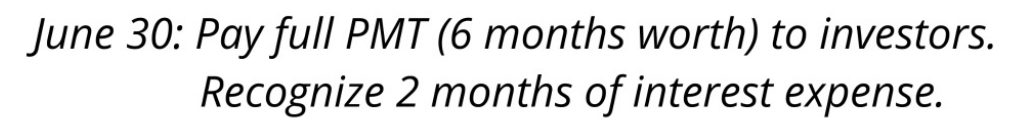 June 30: Pay full PMT (6 months worth) to investors.
Recognize 2 months of interest expense.